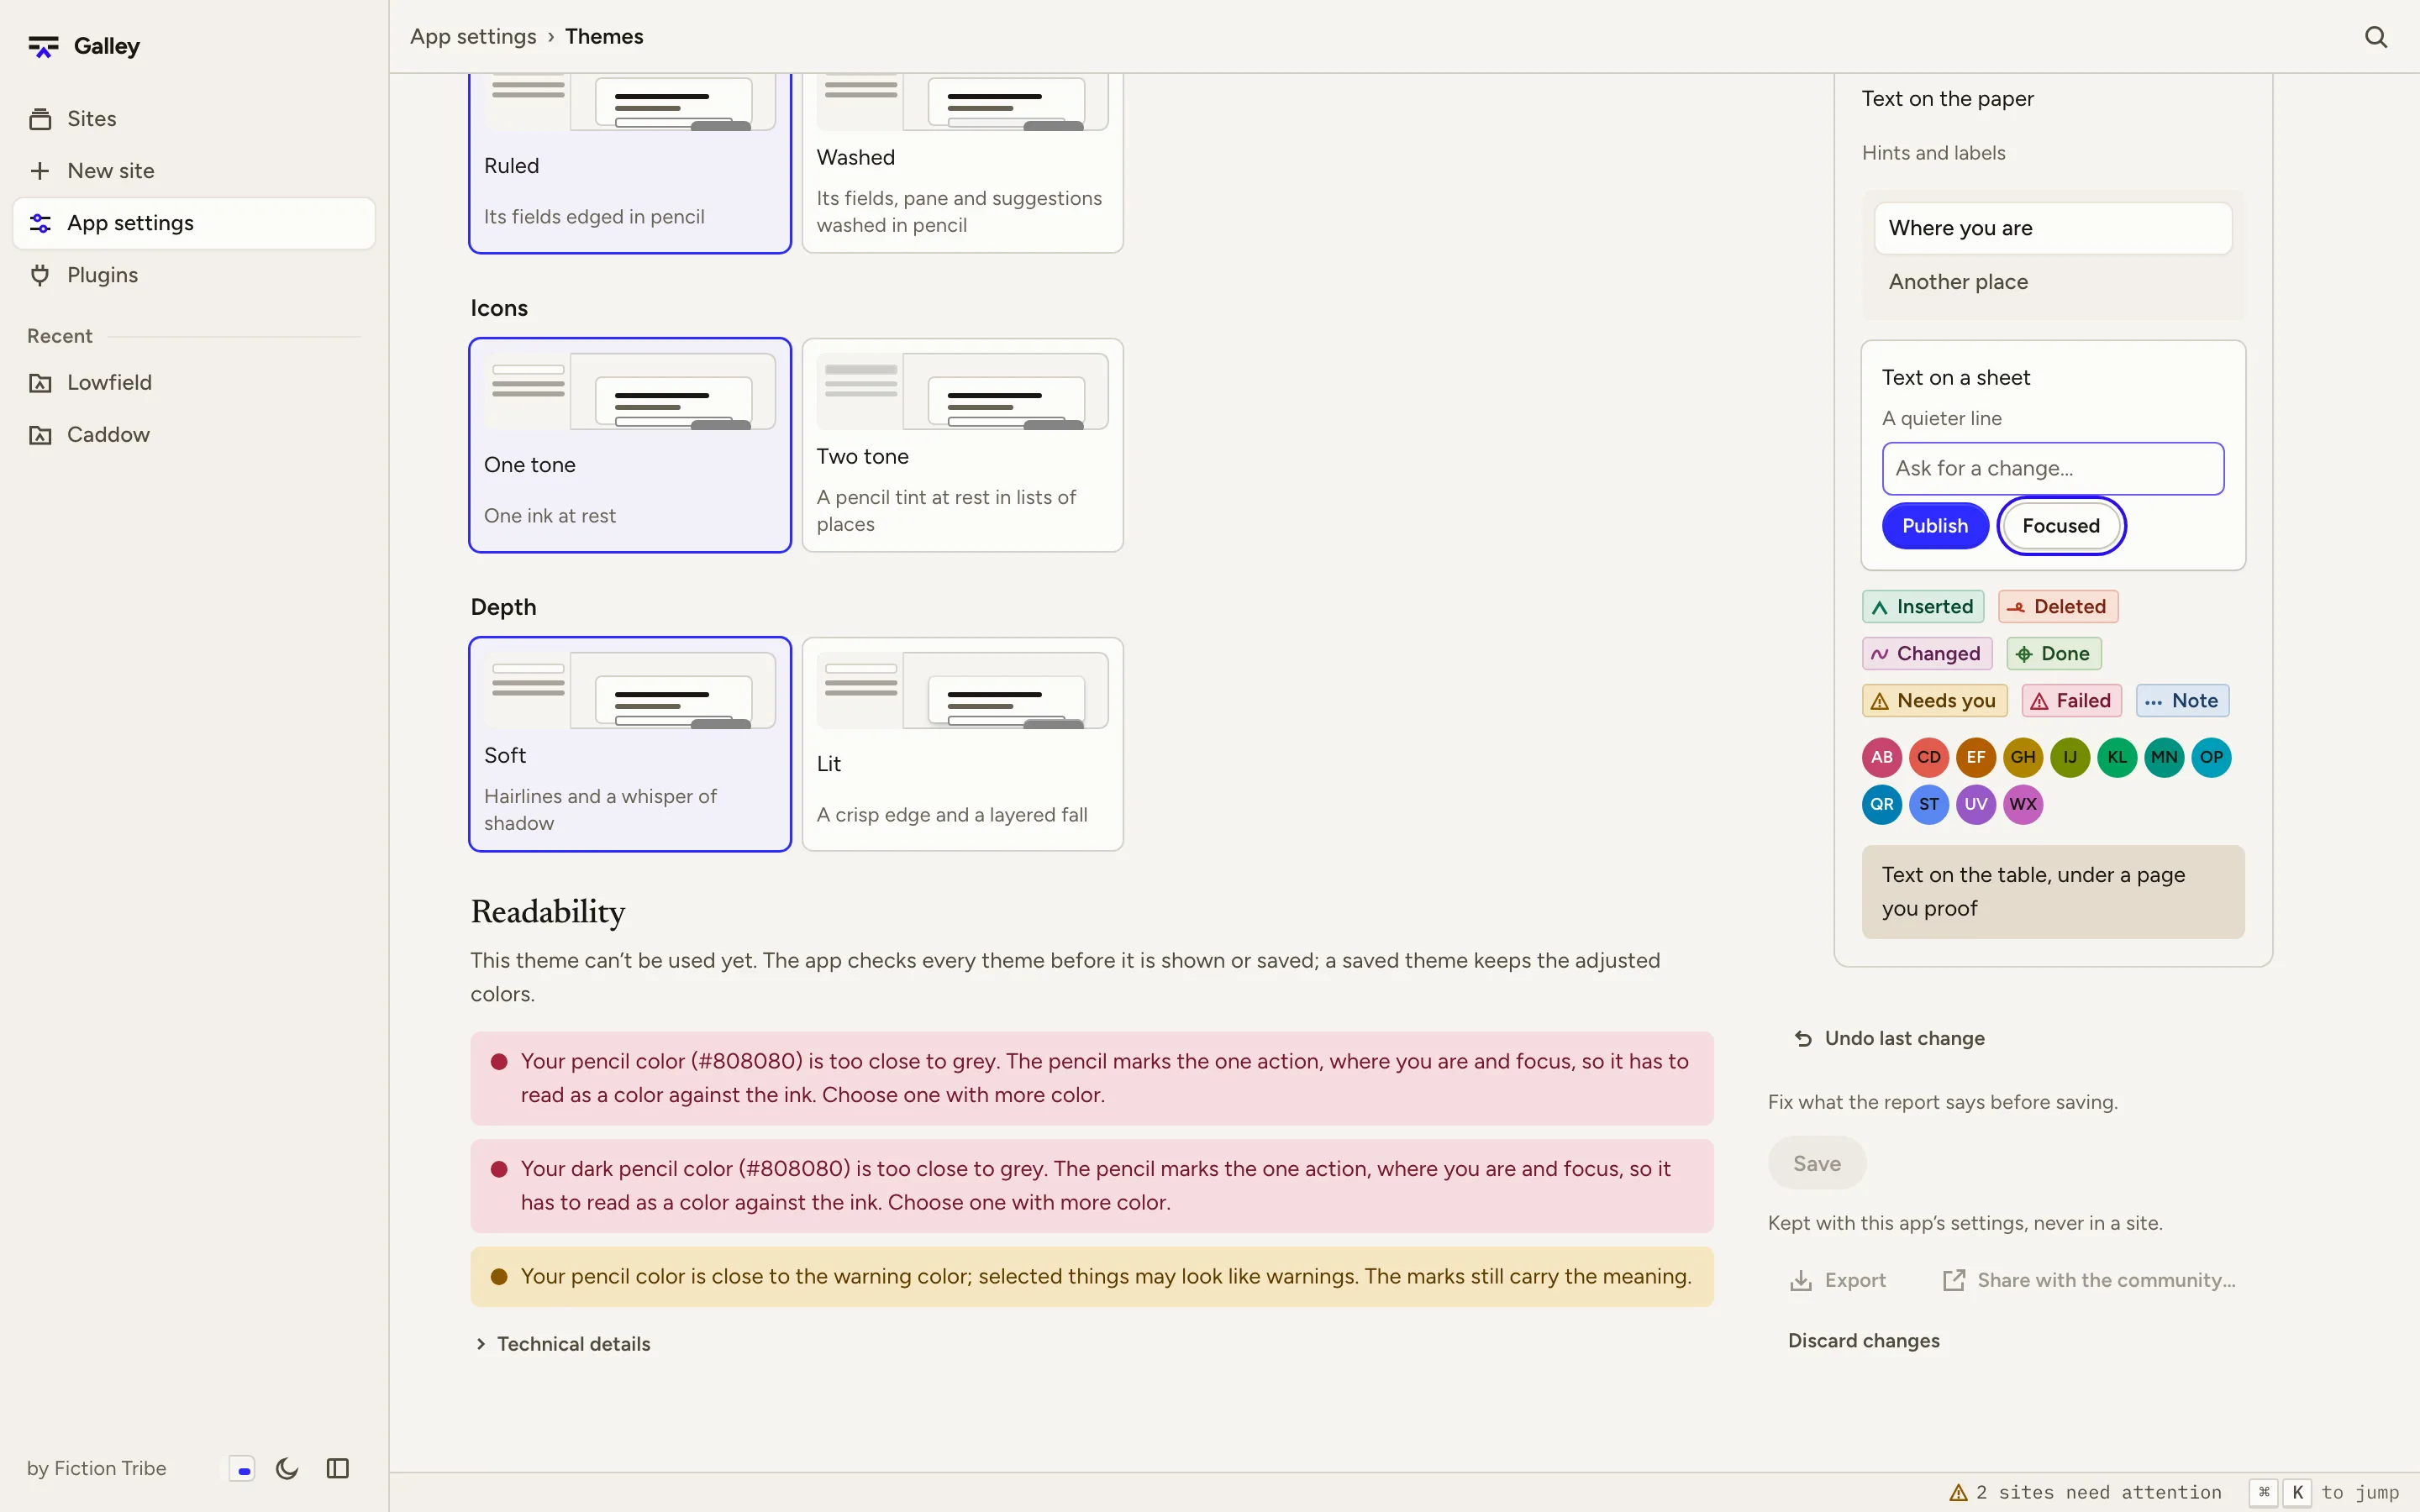 Galley
Sites
New site
App settings
Plugins
Recent
Lowfield
Caddow
by Fiction Tribe
App settings › Themes
Ruled
Its fields edged in pencil
Washed
Its fields, pane and suggestions
washed in pencil
Icons
One tone
One ink at rest
Two tone
A pencil tint at rest in lists of
places
Depth
Soft
Hairlines and a whisper of
shadow
Lit
A crisp edge and a layered fall
Readability
This theme can’t be used yet. The app checks every theme before it is shown or saved; a saved theme keeps the adjusted
colors.
Your pencil color (#808080) is too close to grey. The pencil marks the one action, where you are and focus, so it has to
read as a color against the ink. Choose one with more color.
Your dark pencil color (#808080) is too close to grey. The pencil marks the one action, where you are and focus, so it
has to read as a color against the ink. Choose one with more color.
Your pencil color is close to the warning color; selected things may look like warnings. The marks still carry the meaning.
Technical details
Text on the paper
Hints and labels
Where you are
Another place
Text on a sheet
A quieter line
Ask for a change…
Publish
Focused
Inserted
Deleted
Changed
Done
Needs you
Failed
Note
AB CD EF GH IJ KL MN OP
QR ST UV WX
Text on the table, under a page
you proof
Undo last change
Fix what the report says before saving.
Save
Kept with this app’s settings, never in a site.
Export
Share with the community…
Discard changes
2 sites need attention
⌘ K to jump